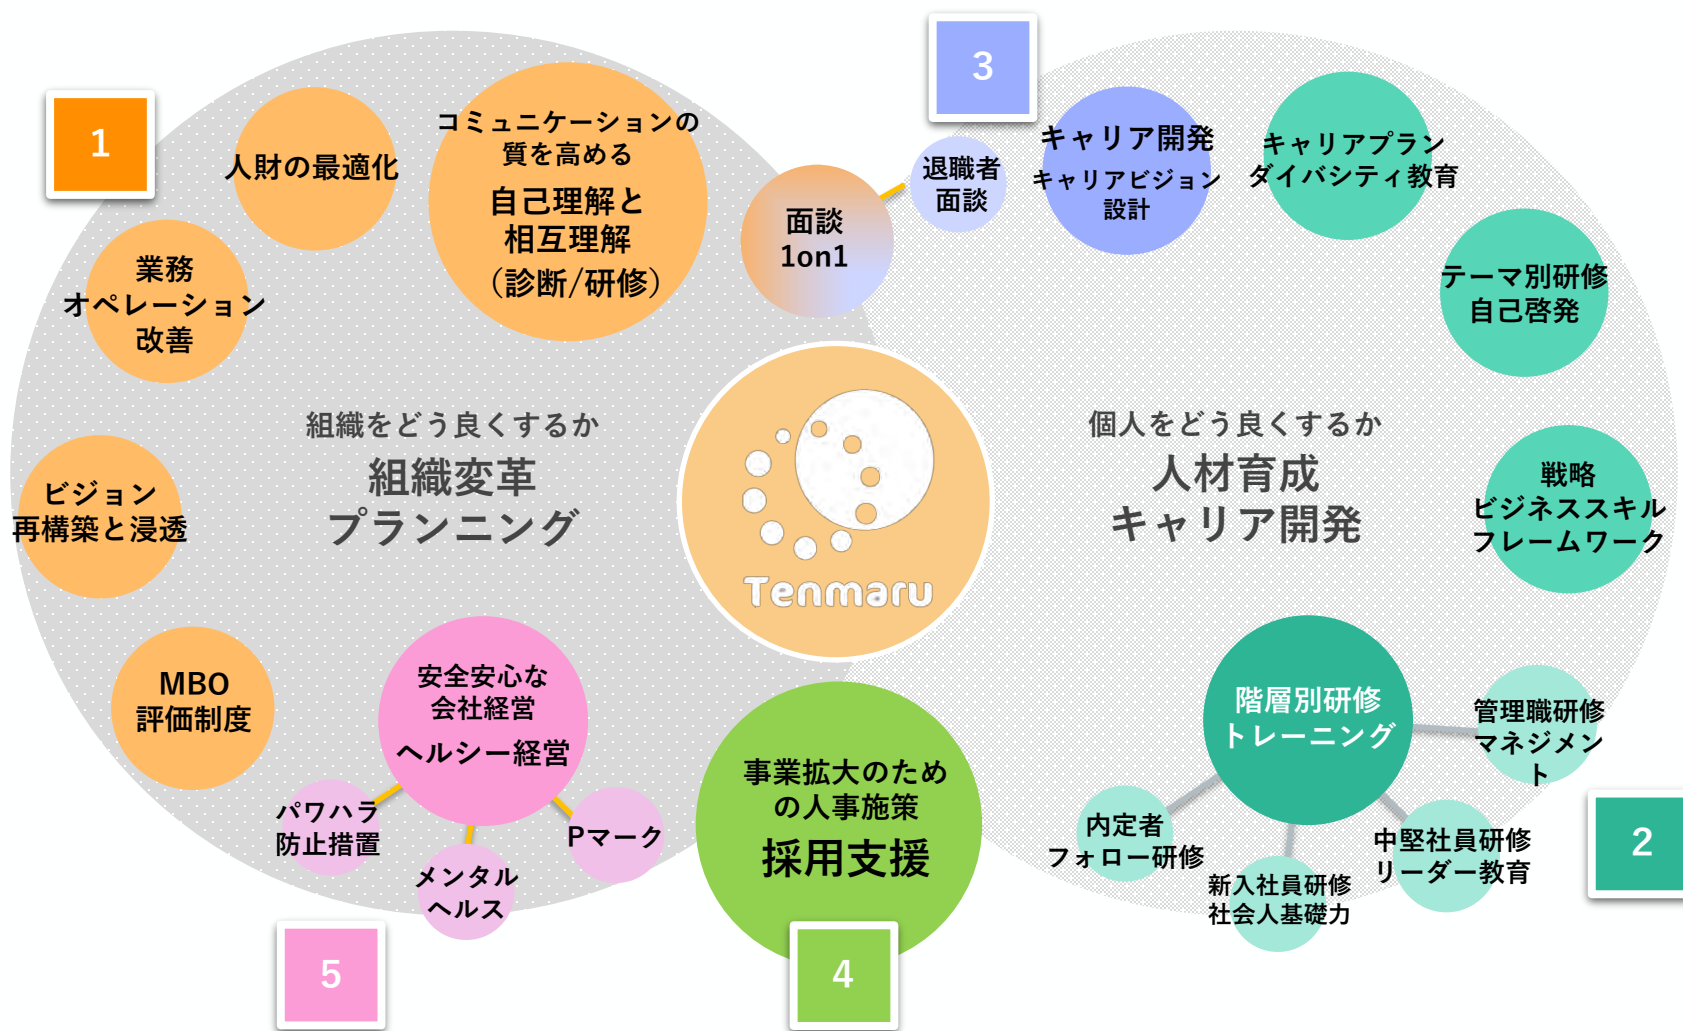 1
人財の最適化
コミュニケーションの
質を高める
自己理解と
相互理解
（診断/研修）
業務
オペレーション
改善
ビジョン
再構築と浸透
MBO
評価制度
組織をどう良くするか
組織変革
プランニング
面談
1on1
退職者
面談
3
キャリア開発
キャリアビジョン
設計
キャリアプラン
ダイバシティ教育
テーマ別研修
自己啓発
戦略
ビジネススキル
フレームワーク
個人をどう良くするか
人材育成
キャリア開発
Tenmaru
安全安心な
会社経営
ヘルシー経営
パワハラ
防止措置
メンタル
ヘルス
Pマーク
5
事業拡大のため
の人事施策
採用支援
4
階層別研修
トレーニング
管理職研修
マネジメン
ト
内定者
フォロー研修
新入社員研修
社会人基礎力
中堅社員研修
リーダー教育
2